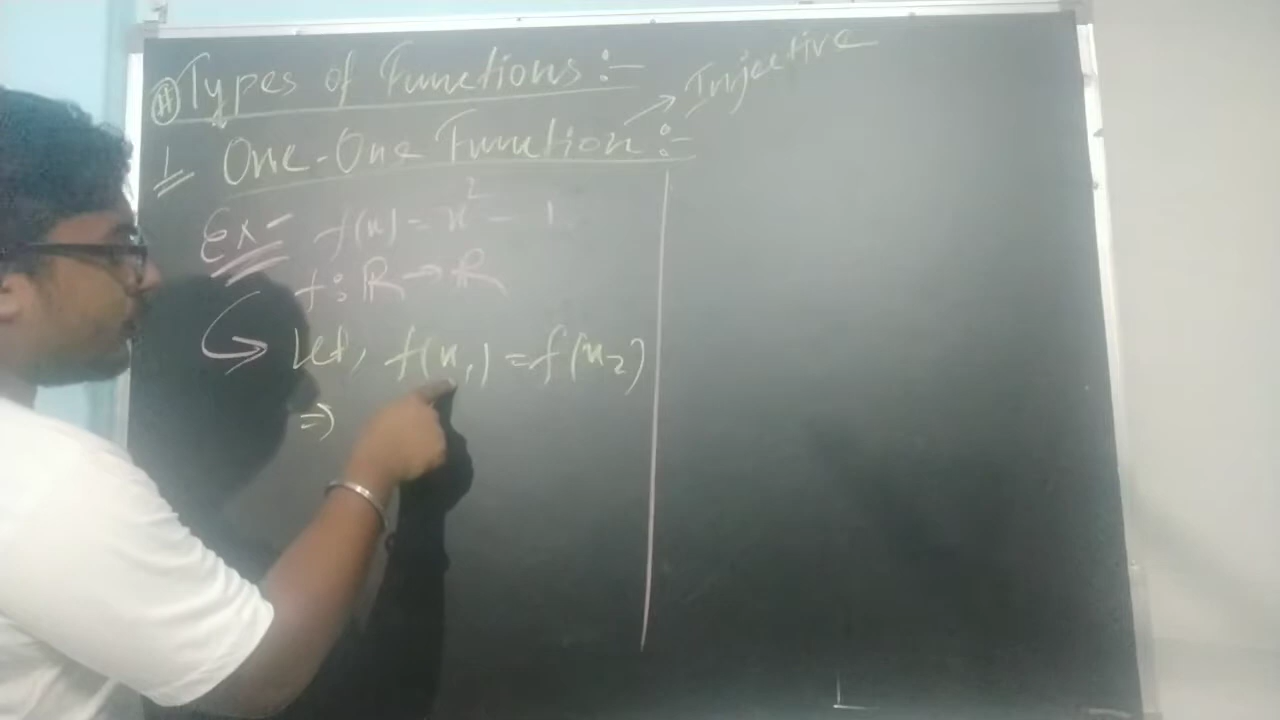 # Types of Functions :-
1. One-One Function :- → Injective
Ex- f(x) = x² - 1
f : R → R
↳ Let, f(x₁) = f(x₂)
⇒